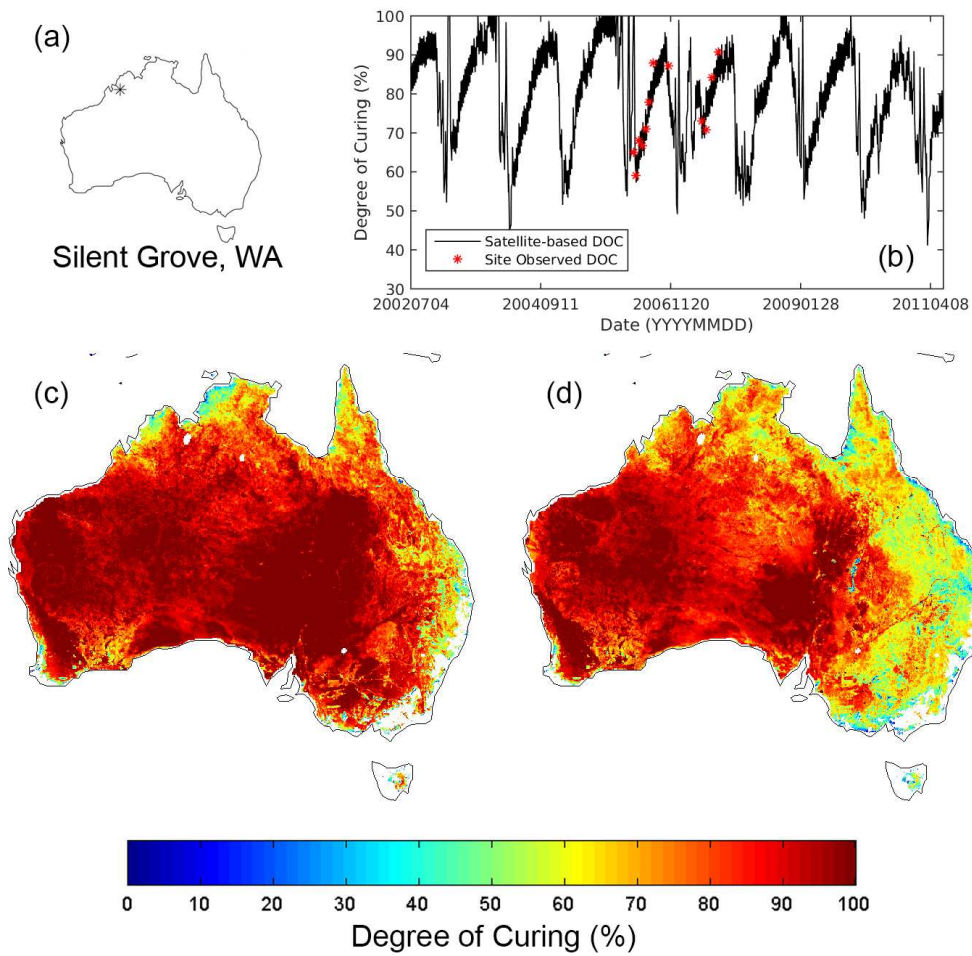 (a)
Silent Grove, WA
Degree of Curing (%)
100
90
80
70
60
50
40
30
Satellite-based DOC
Site Observed DOC
(b)
20020704 20040911 20061120 20090128 20110408
Date (YYYYMMDD)
(c)
(d)
0 10 20 30 40 50 60 70 80 90 100
Degree of Curing (%)